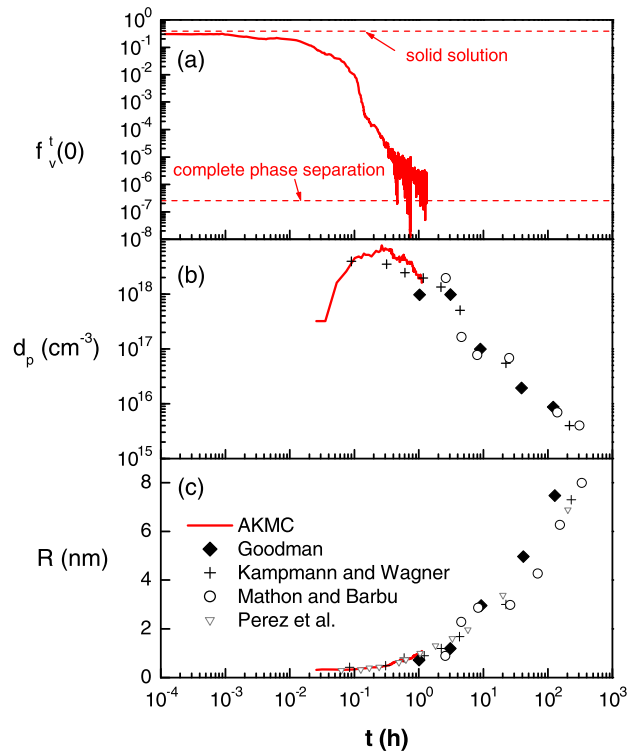 10^0
10^-1
10^-2
10^-3
10^-4
10^-5
10^-6
10^-7
10^-8
f_v^t(0)
(a)
solid solution
complete phase separation
10^18
10^17
10^16
10^15
d_p (cm^-3)
(b)
8
6
4
2
0
R (nm)
(c)
AKMC
Goodman
Kampmann and Wagner
Mathon and Barbu
Perez et al.
10^-4 10^-3 10^-2 10^-1 10^0 10^1 10^2 10^3
t (h)